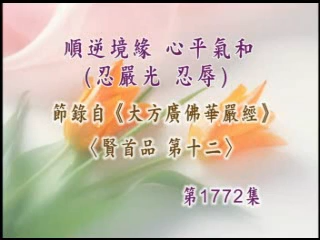 順逆境緣 心平氣和
(忍嚴光 忍辱)
節錄自《大方廣佛華嚴經》
〈賢首品 第十二〉
第1772集